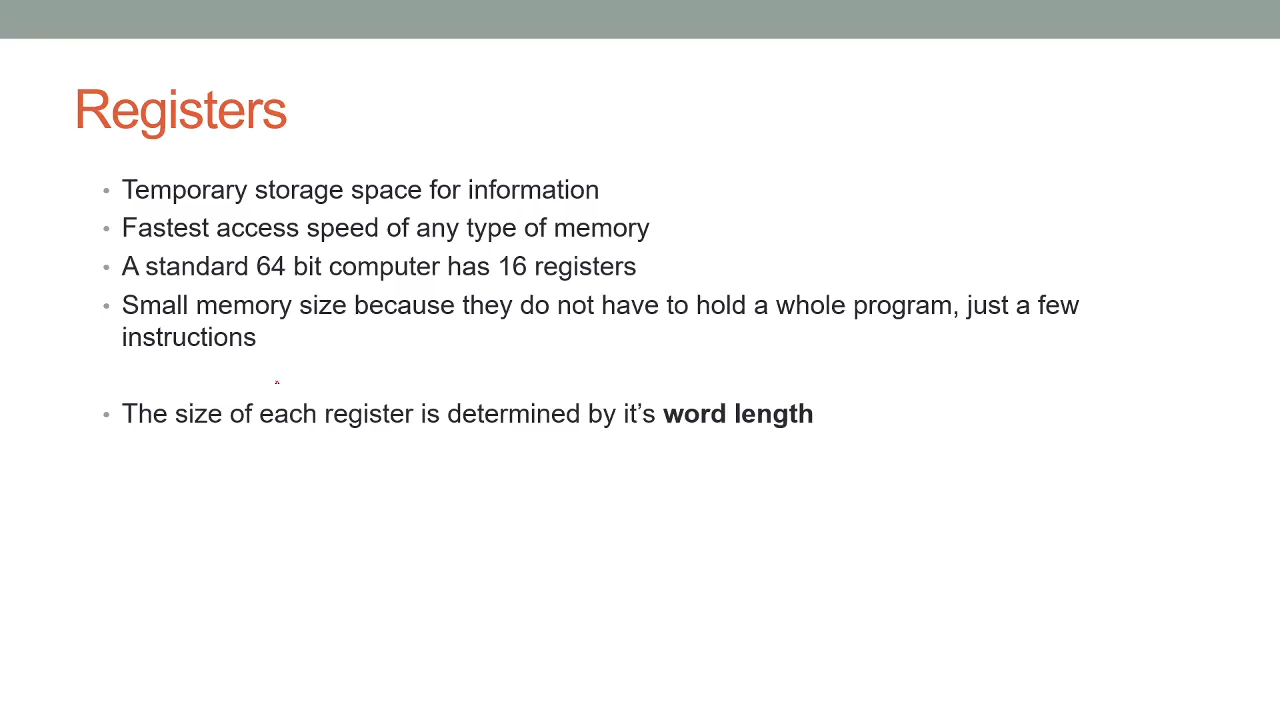 Registers
• Temporary storage space for information
• Fastest access speed of any type of memory
• A standard 64 bit computer has 16 registers
• Small memory size because they do not have to hold a whole program, just a few
instructions
• The size of each register is determined by it’s word length